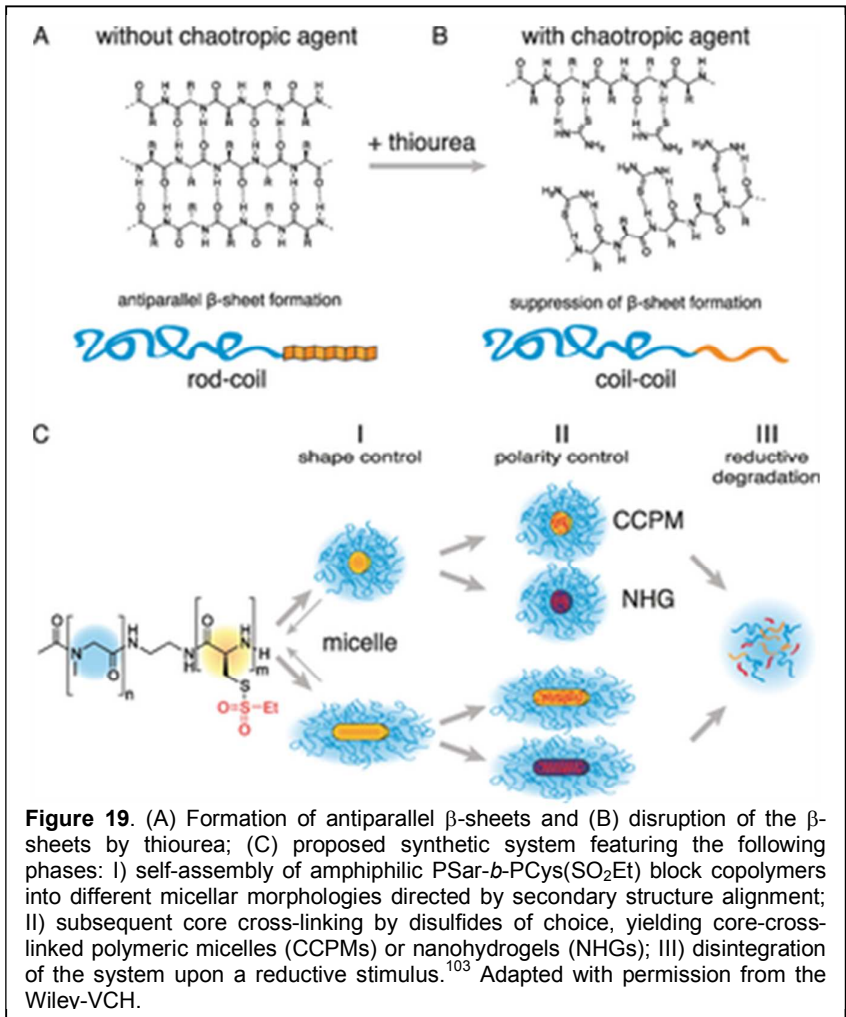 A without chaotropic agent B with chaotropic agent
+ thiourea
antiparallel β-sheet formation suppression of β-sheet formation
rod-coil coil-coil
C I II III
shape control polarity control reductive
degradation
CCPM
NHG
micelle
Figure 19. (A) Formation of antiparallel β-sheets and (B) disruption of the β-
sheets by thiourea; (C) proposed synthetic system featuring the following
phases: I) self-assembly of amphiphilic PSar-b-PCys(SO₂Et) block copolymers
into different micellar morphologies directed by secondary structure alignment;
II) subsequent core cross-linking by disulfides of choice, yielding core-cross-
linked polymeric micelles (CCPMs) or nanohydrogels (NHGs); III) disintegration
of the system upon a reductive stimulus.¹⁰³ Adapted with permission from the
Wiley-VCH.